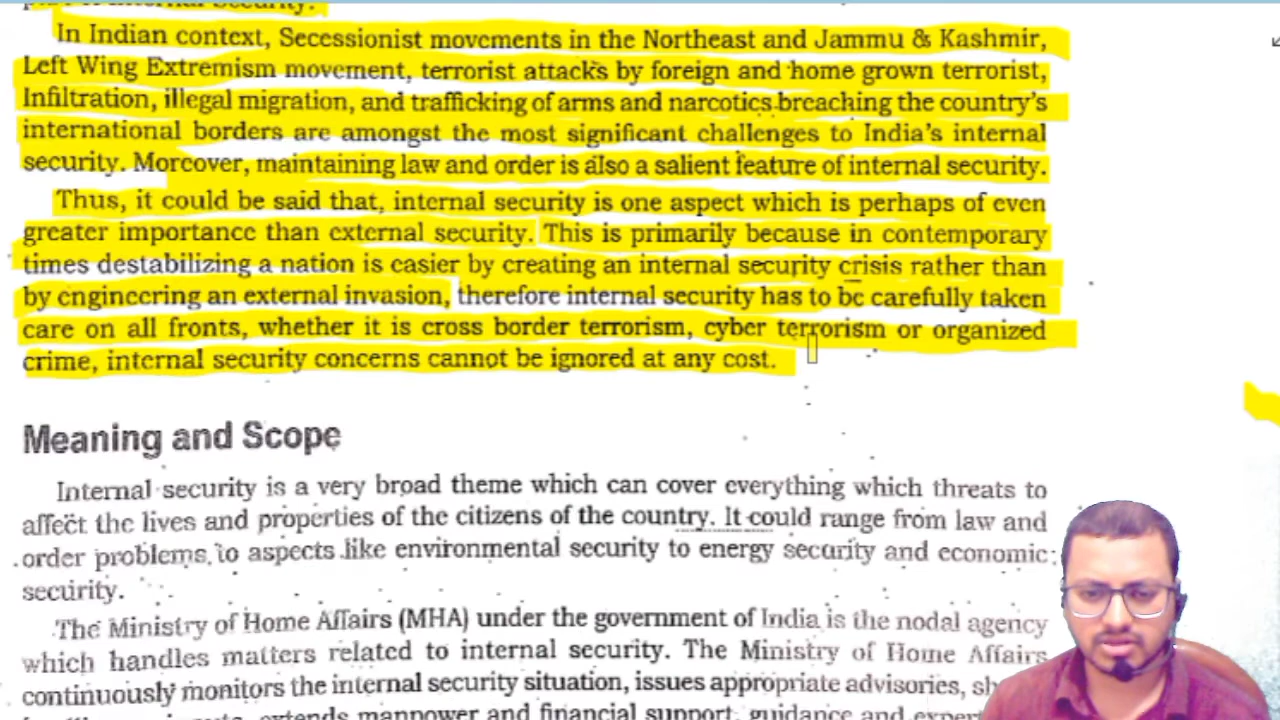 Security.
In Indian context, Secessionist movements in the Northeast and Jammu & Kashmir,
Left Wing Extremism movement, terrorist attacks by foreign and home grown terrorist,
Infiltration, illegal migration, and trafficking of arms and narcotics breaching the country's
international borders are amongst the most significant challenges to India's internal
security. Moreover, maintaining law and order is also a salient feature of internal security.
Thus, it could be said that, internal security is one aspect which is perhaps of even
greater importance than external security. This is primarily because in contemporary
times destabilizing a nation is easier by creating an internal security crisis rather than
by engineering an external invasion, therefore internal security has to be carefully taken
care on all fronts, whether it is cross border terrorism, cyber terrorism or organized
crime, internal security concerns cannot be ignored at any cost.
Meaning and Scope
Internal security is a very broad theme which can cover everything which threats to
affect the lives and properties of the citizens of the country. It could range from law and
order problems to aspects like environmental security to energy security and economic
security.
The Ministry of Home Affairs (MHA) under the government of India is the nodal agency
which handles matters related to internal security. The Ministry of Home Affairs
continuously monitors the internal security situation, issues appropriate advisories,
extends manpower and financial support, guidance and